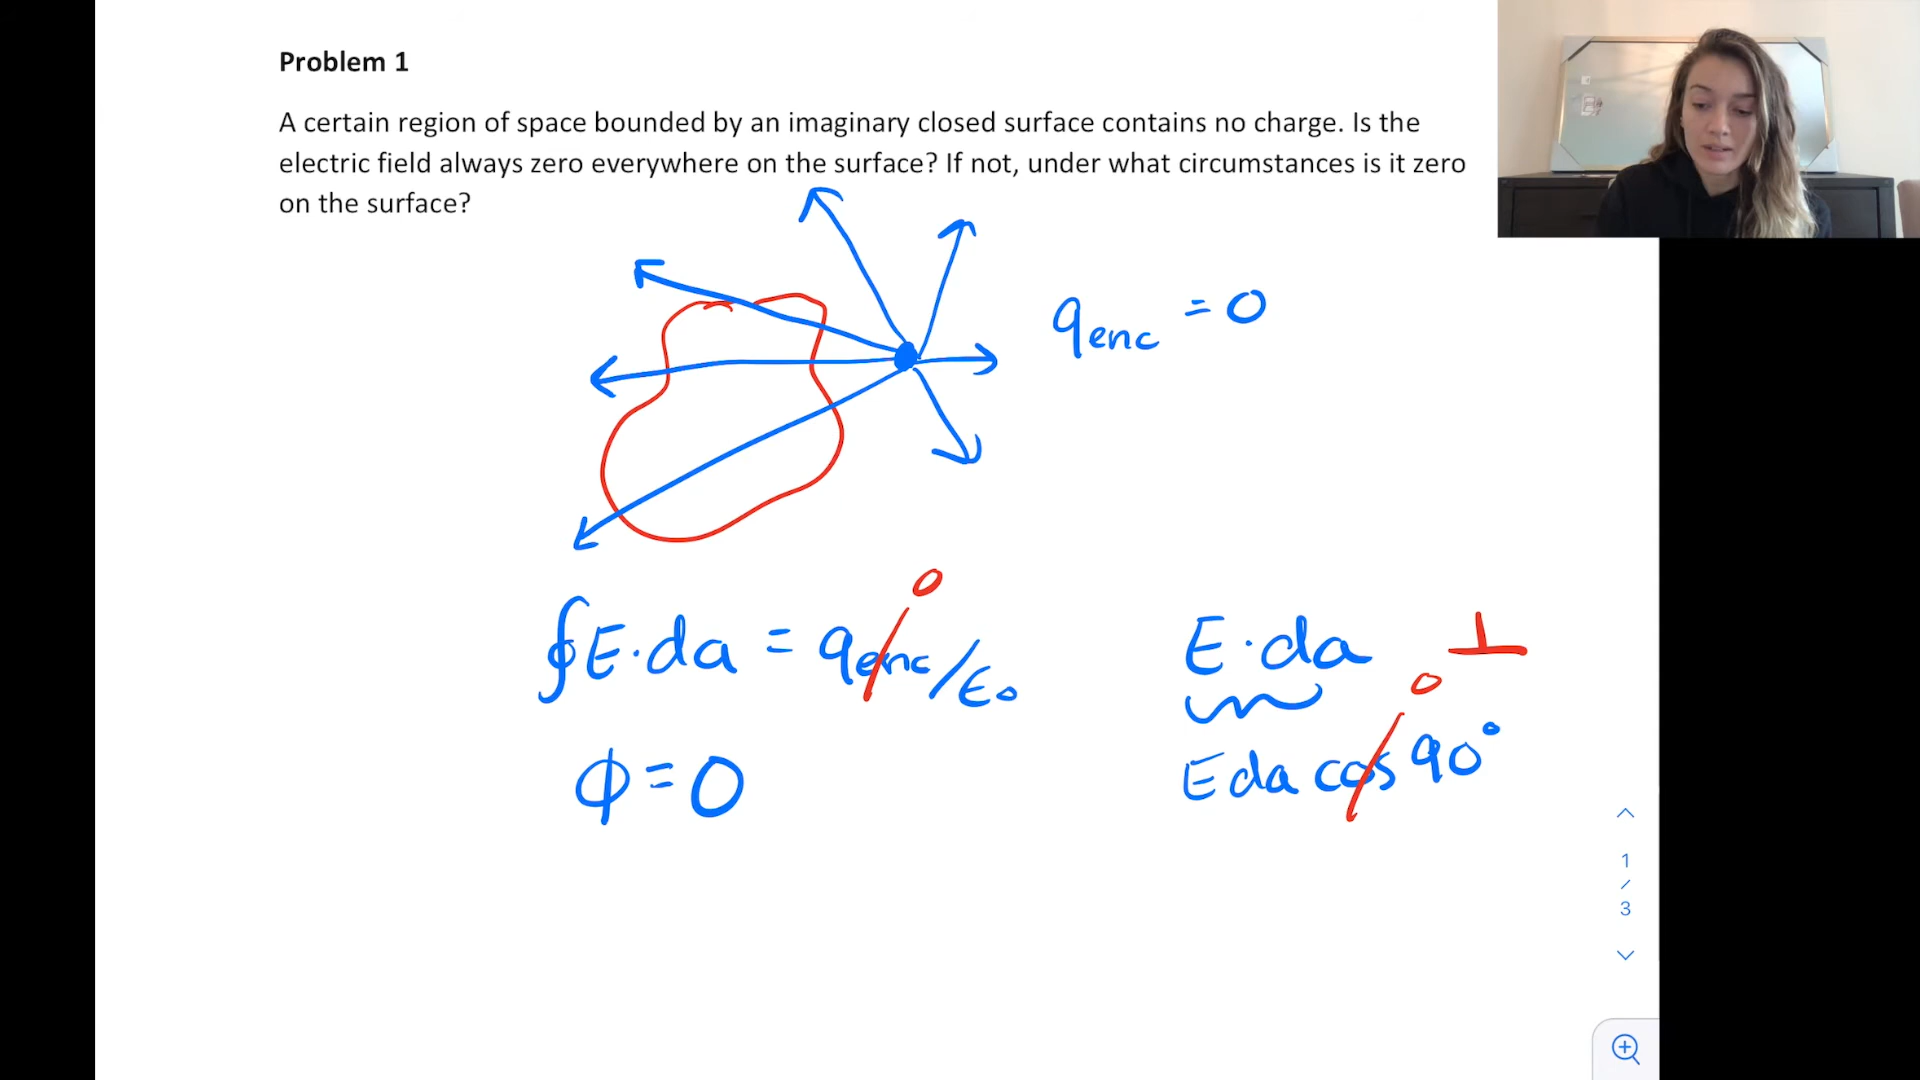 Problem 1
A certain region of space bounded by an imaginary closed surface contains no charge. Is the
electric field always zero everywhere on the surface? If not, under what circumstances is it zero
on the surface?
qenc = 0
0
∮E·da = qenc/ε0
E·da ⊥
0
Φ = 0
E da cos 90°
1
/
3